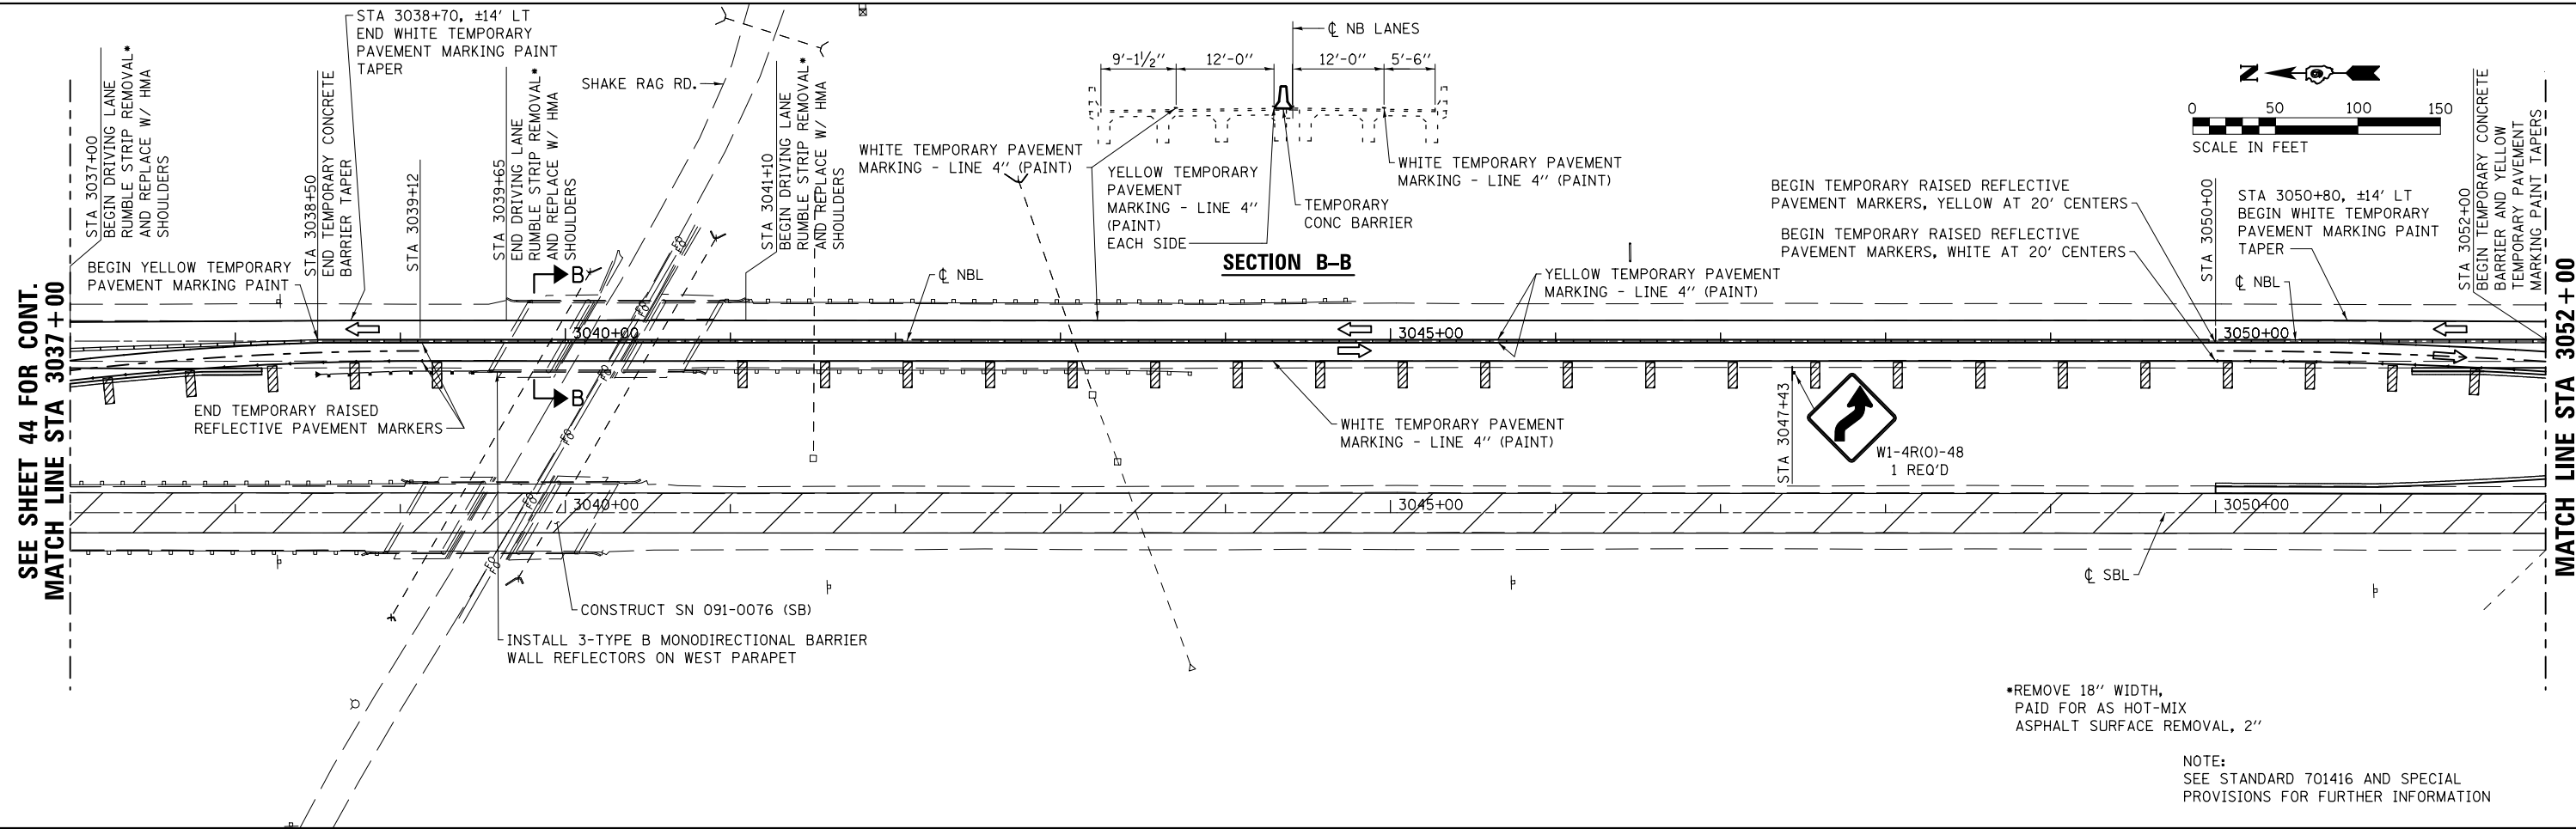 SEE SHEET 44 FOR CONT.
MATCH LINE STA 3037+00
STA 3037+00
BEGIN DRIVING LANE
RUMBLE STRIP REMOVAL*
AND REPLACE W/ HMA
SHOULDERS
BEGIN YELLOW TEMPORARY
PAVEMENT MARKING PAINT
STA 3038+70, ±14' LT
END WHITE TEMPORARY
PAVEMENT MARKING PAINT
TAPER
STA 3038+50
END TEMPORARY CONCRETE
BARRIER TAPER
STA 3039+12
STA 3039+65
END DRIVING LANE
RUMBLE STRIP REMOVAL*
AND REPLACE W/ HMA
SHOULDERS
SHAKE RAG RD.
STA 3041+10
BEGIN DRIVING LANE
RUMBLE STRIP REMOVAL*
AND REPLACE W/ HMA
SHOULDERS
℄ NB LANES
9'-1½"
12'-0"
12'-0"
5'-6"
WHITE TEMPORARY PAVEMENT
MARKING - LINE 4" (PAINT)
YELLOW TEMPORARY
PAVEMENT
MARKING - LINE 4"
(PAINT)
EACH SIDE
TEMPORARY
CONC BARRIER
WHITE TEMPORARY PAVEMENT
MARKING - LINE 4" (PAINT)
SECTION B-B
N
0 50 100 150
SCALE IN FEET
BEGIN TEMPORARY RAISED REFLECTIVE
PAVEMENT MARKERS, YELLOW AT 20' CENTERS
BEGIN TEMPORARY RAISED REFLECTIVE
PAVEMENT MARKERS, WHITE AT 20' CENTERS
STA 3050+00
STA 3050+80, ±14' LT
BEGIN WHITE TEMPORARY
PAVEMENT MARKING PAINT
TAPER
℄ NBL
STA 3052+00
BEGIN TEMPORARY CONCRETE
BARRIER AND YELLOW
TEMPORARY PAVEMENT
MARKING PAINT TAPERS
MATCH LINE STA 3052+00
B
℄ NBL
YELLOW TEMPORARY PAVEMENT
MARKING - LINE 4" (PAINT)
3040+00
3045+00
3050+00
FO
FO
FO
FO
FO
FO
B
END TEMPORARY RAISED
REFLECTIVE PAVEMENT MARKERS
WHITE TEMPORARY PAVEMENT
MARKING - LINE 4" (PAINT)
STA 3047+43
W1-4R(O)-48
1 REQ'D
FO
FO
FO
FO
3040+00
3045+00
3050+00
FO
FO
℄ SBL
CONSTRUCT SN 091-0076 (SB)
INSTALL 3-TYPE B MONODIRECTIONAL BARRIER
WALL REFLECTORS ON WEST PARAPET
*REMOVE 18" WIDTH,
PAID FOR AS HOT-MIX
ASPHALT SURFACE REMOVAL, 2"
NOTE:
SEE STANDARD 701416 AND SPECIAL
PROVISIONS FOR FURTHER INFORMATION